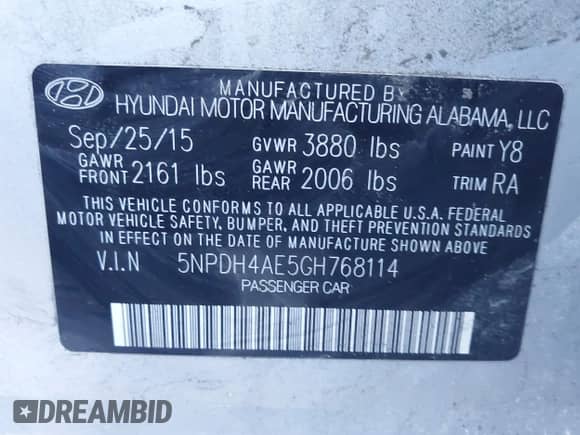 MANUFACTURED BY
HYUNDAI MOTOR MANUFACTURING ALABAMA, LLC
Sep/25/15 GVWR 3880 lbs PAINT Y8
GAWR FRONT 2161 lbs GAWR REAR 2006 lbs TRIM RA
THIS VEHICLE CONFORMS TO ALL APPLICABLE U.S.A. FEDERAL
MOTOR VEHICLE SAFETY, BUMPER, AND THEFT PREVENTION
STANDARDS IN EFFECT ON THE DATE OF MANUFACTURE SHOWN ABOVE.
V.I.N 5NPDH4AE5GH768114
PASSENGER CAR
DREAMBID